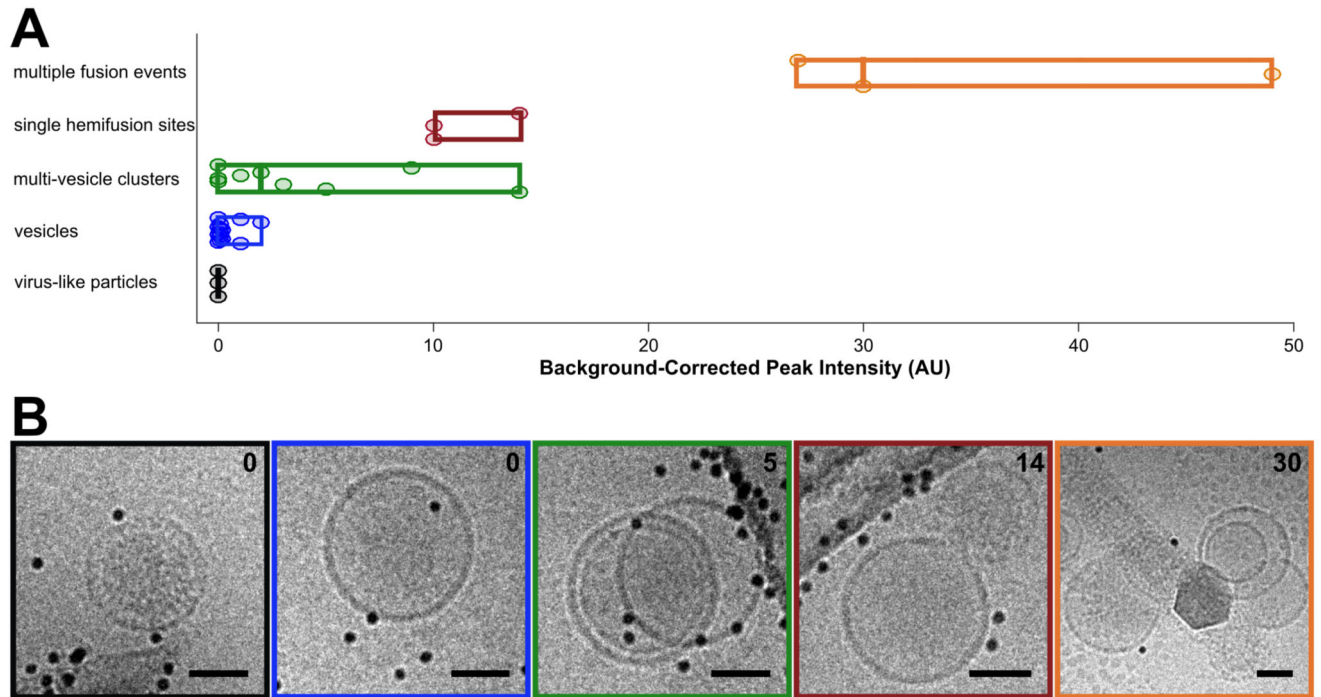 A
multiple fusion events
single hemifusion sites
multi-vesicle clusters
vesicles
virus-like particles
0 10 20 30 40 50
Background-Corrected Peak Intensity (AU)
B
0 0 5 14 30